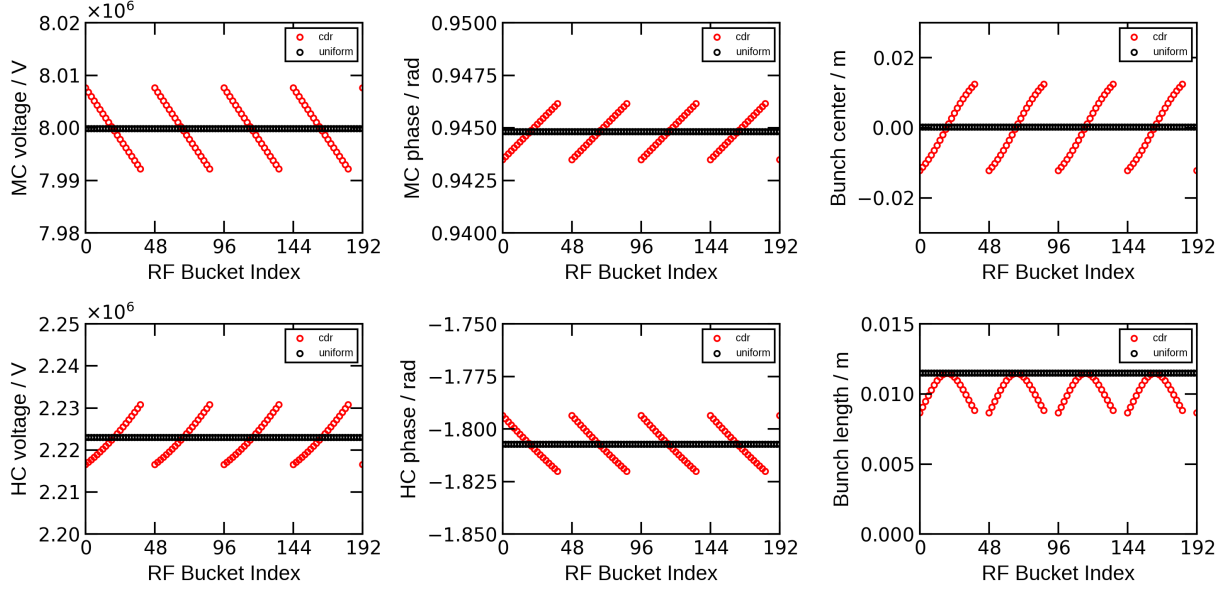 ×10⁶
8.02
8.01
8.00
7.99
7.98
MC voltage / V
cdr
uniform
0 48 96 144 192
RF Bucket Index
0.9500
0.9475
0.9450
0.9425
0.9400
MC phase / rad
cdr
uniform
0 48 96 144 192
RF Bucket Index
0.02
0.00
−0.02
Bunch center / m
cdr
uniform
0 48 96 144 192
RF Bucket Index
×10⁶
2.25
2.24
2.23
2.22
2.21
2.20
HC voltage / V
cdr
uniform
0 48 96 144 192
RF Bucket Index
−1.750
−1.775
−1.800
−1.825
−1.850
HC phase / rad
cdr
uniform
0 48 96 144 192
RF Bucket Index
0.015
0.010
0.005
0.000
Bunch length / m
cdr
uniform
0 48 96 144 192
RF Bucket Index